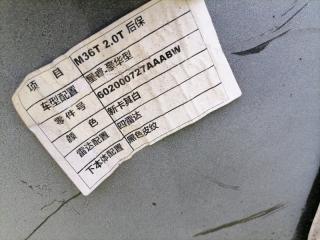 项 目 M36T 2.0T 后保
车型配置 星睿-豪华型
零件号 602000727AAABW
颜 色 新卡其白
雷达配置 四雷达
下本体配置 黑色皮纹